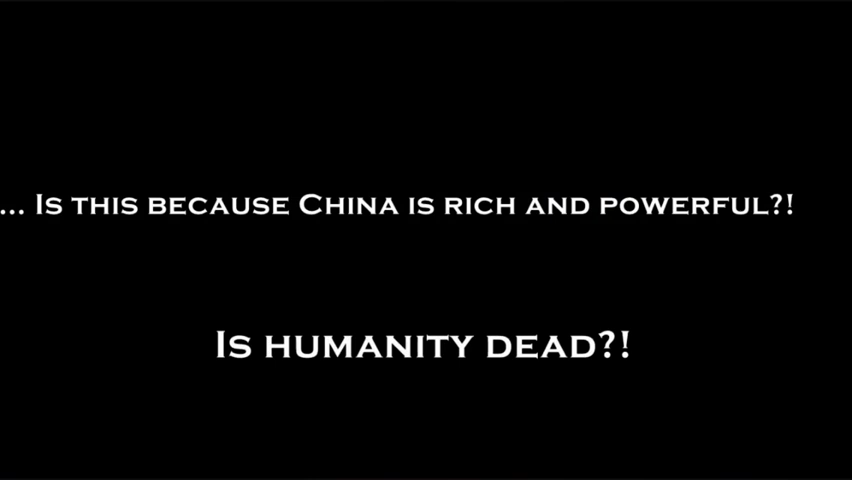 ... Is this because China is rich and powerful?!
Is humanity dead?!